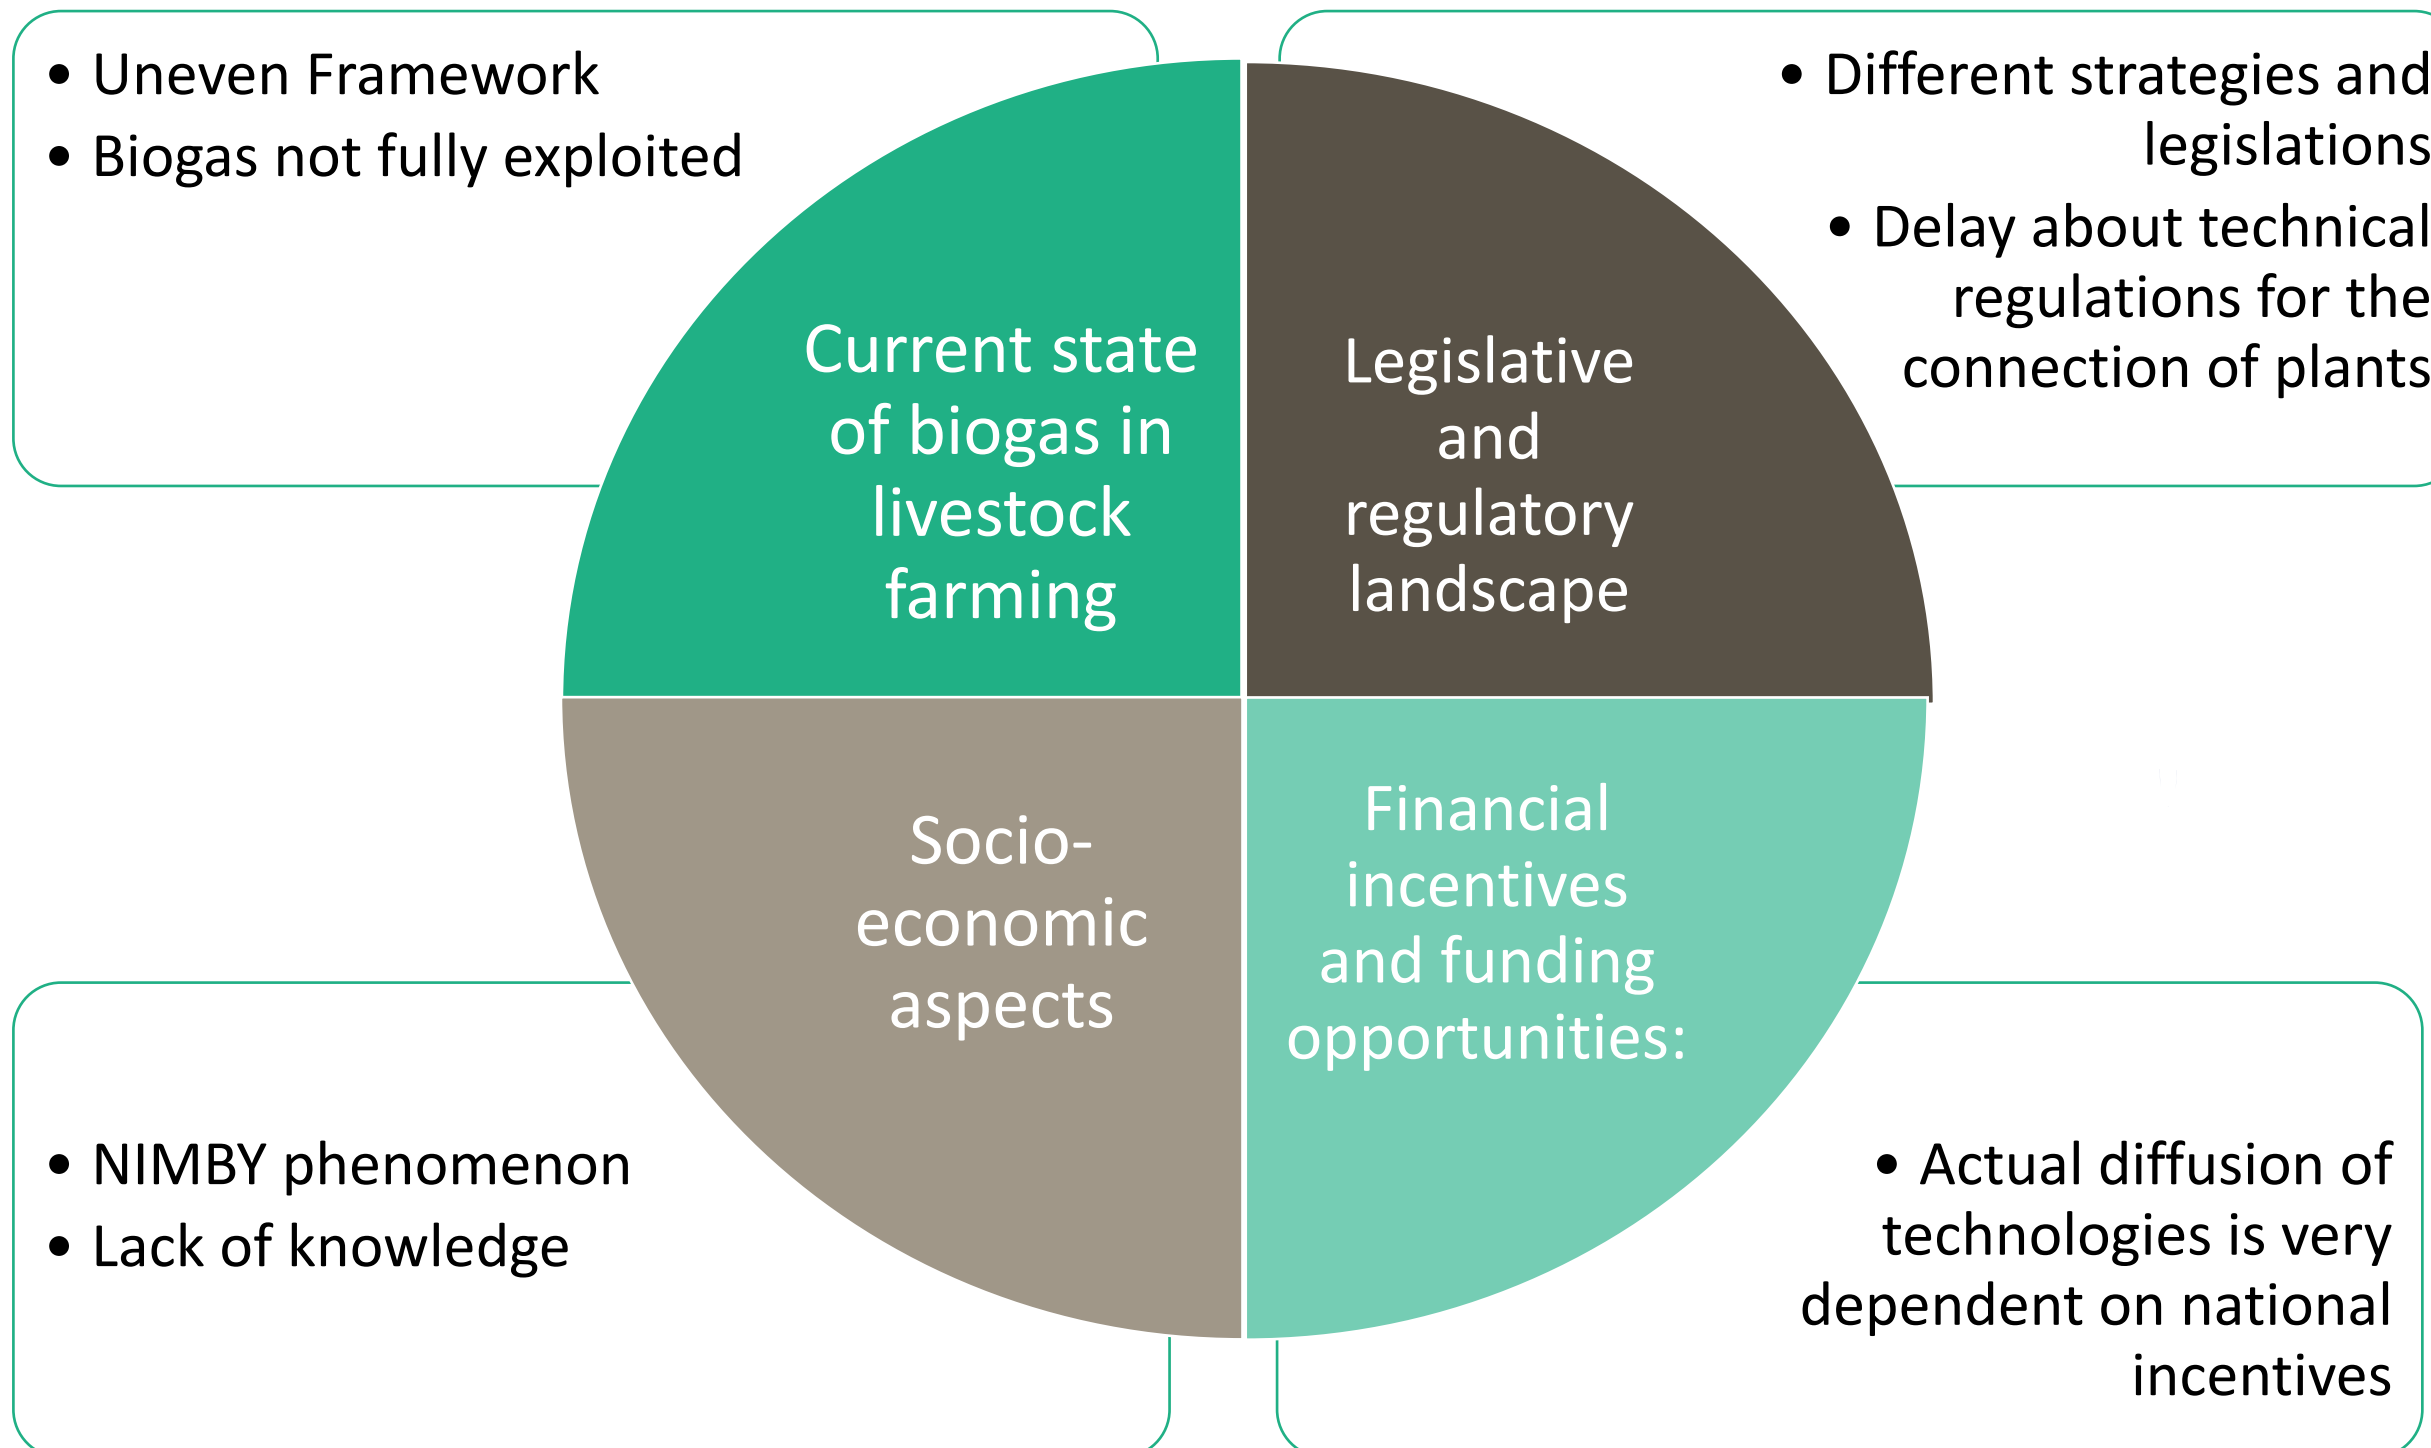 • Uneven Framework
• Biogas not fully exploited
Current state
of biogas in
livestock
farming
Legislative
and
regulatory
landscape
• Different strategies and
legislations
• Delay about technical
regulations for the
connection of plants
Socio-
economic
aspects
• NIMBY phenomenon
• Lack of knowledge
Financial
incentives
and funding
opportunities:
• Actual diffusion of
technologies is very
dependent on national
incentives